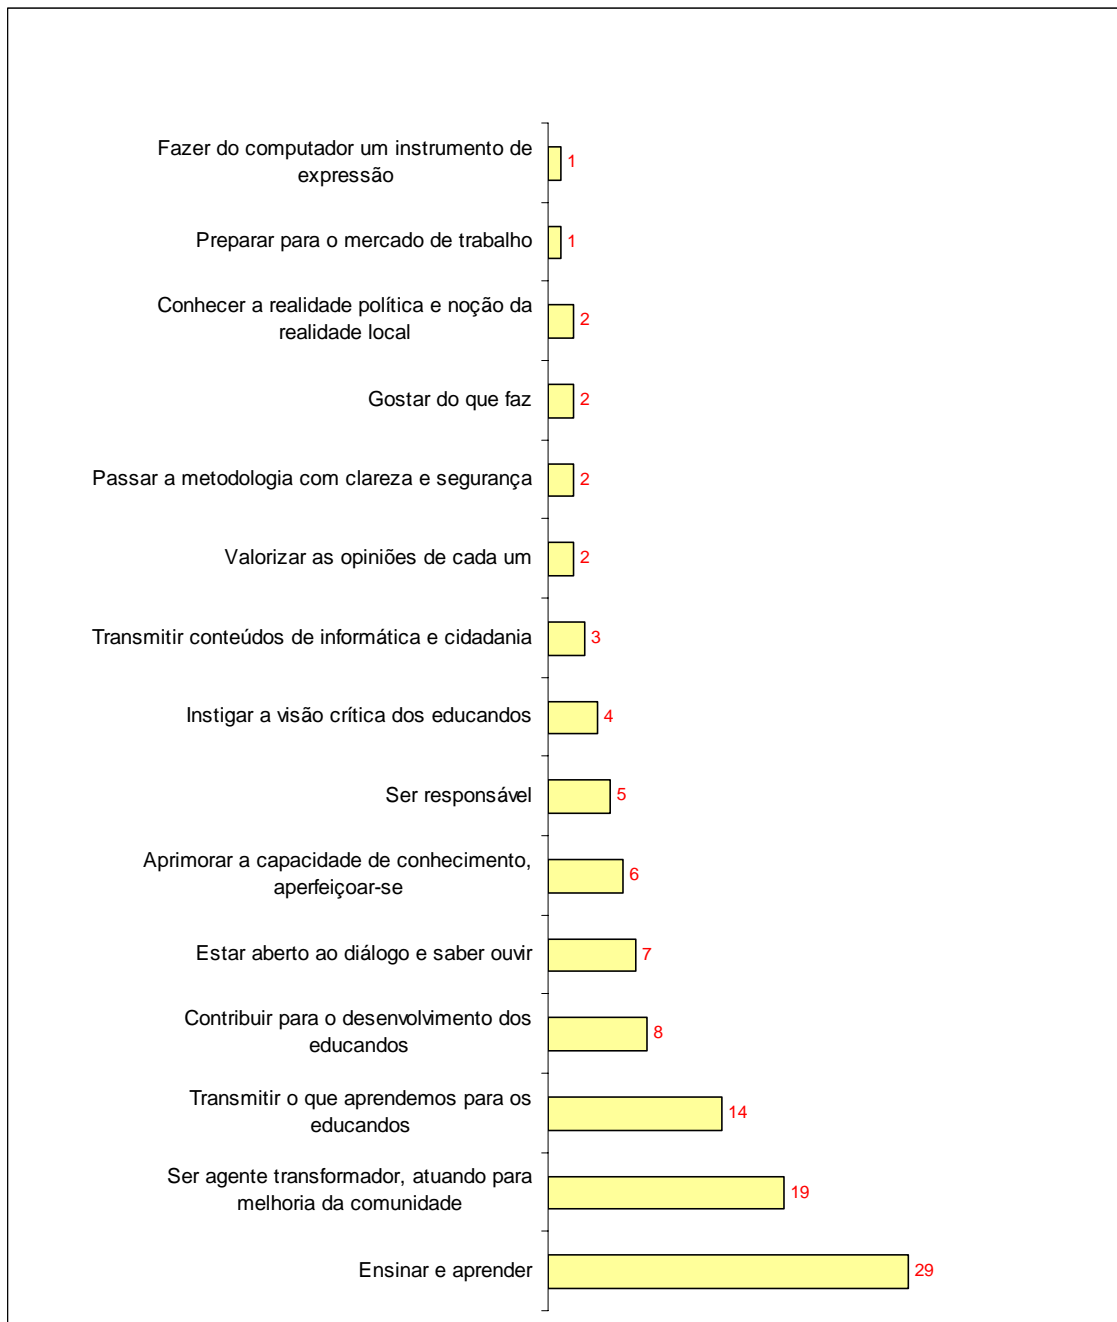 Fazer do computador um instrumento de
expressão
1
Preparar para o mercado de trabalho
1
Conhecer a realidade política e noção da
realidade local
2
Gostar do que faz
2
Passar a metodologia com clareza e segurança
2
Valorizar as opiniões de cada um
2
Transmitir conteúdos de informática e cidadania
3
Instigar a visão crítica dos educandos
4
Ser responsável
5
Aprimorar a capacidade de conhecimento,
aperfeiçoar-se
6
Estar aberto ao diálogo e saber ouvir
7
Contribuir para o desenvolvimento dos
educandos
8
Transmitir o que aprendemos para os
educandos
14
Ser agente transformador, atuando para
melhoria da comunidade
19
Ensinar e aprender
29